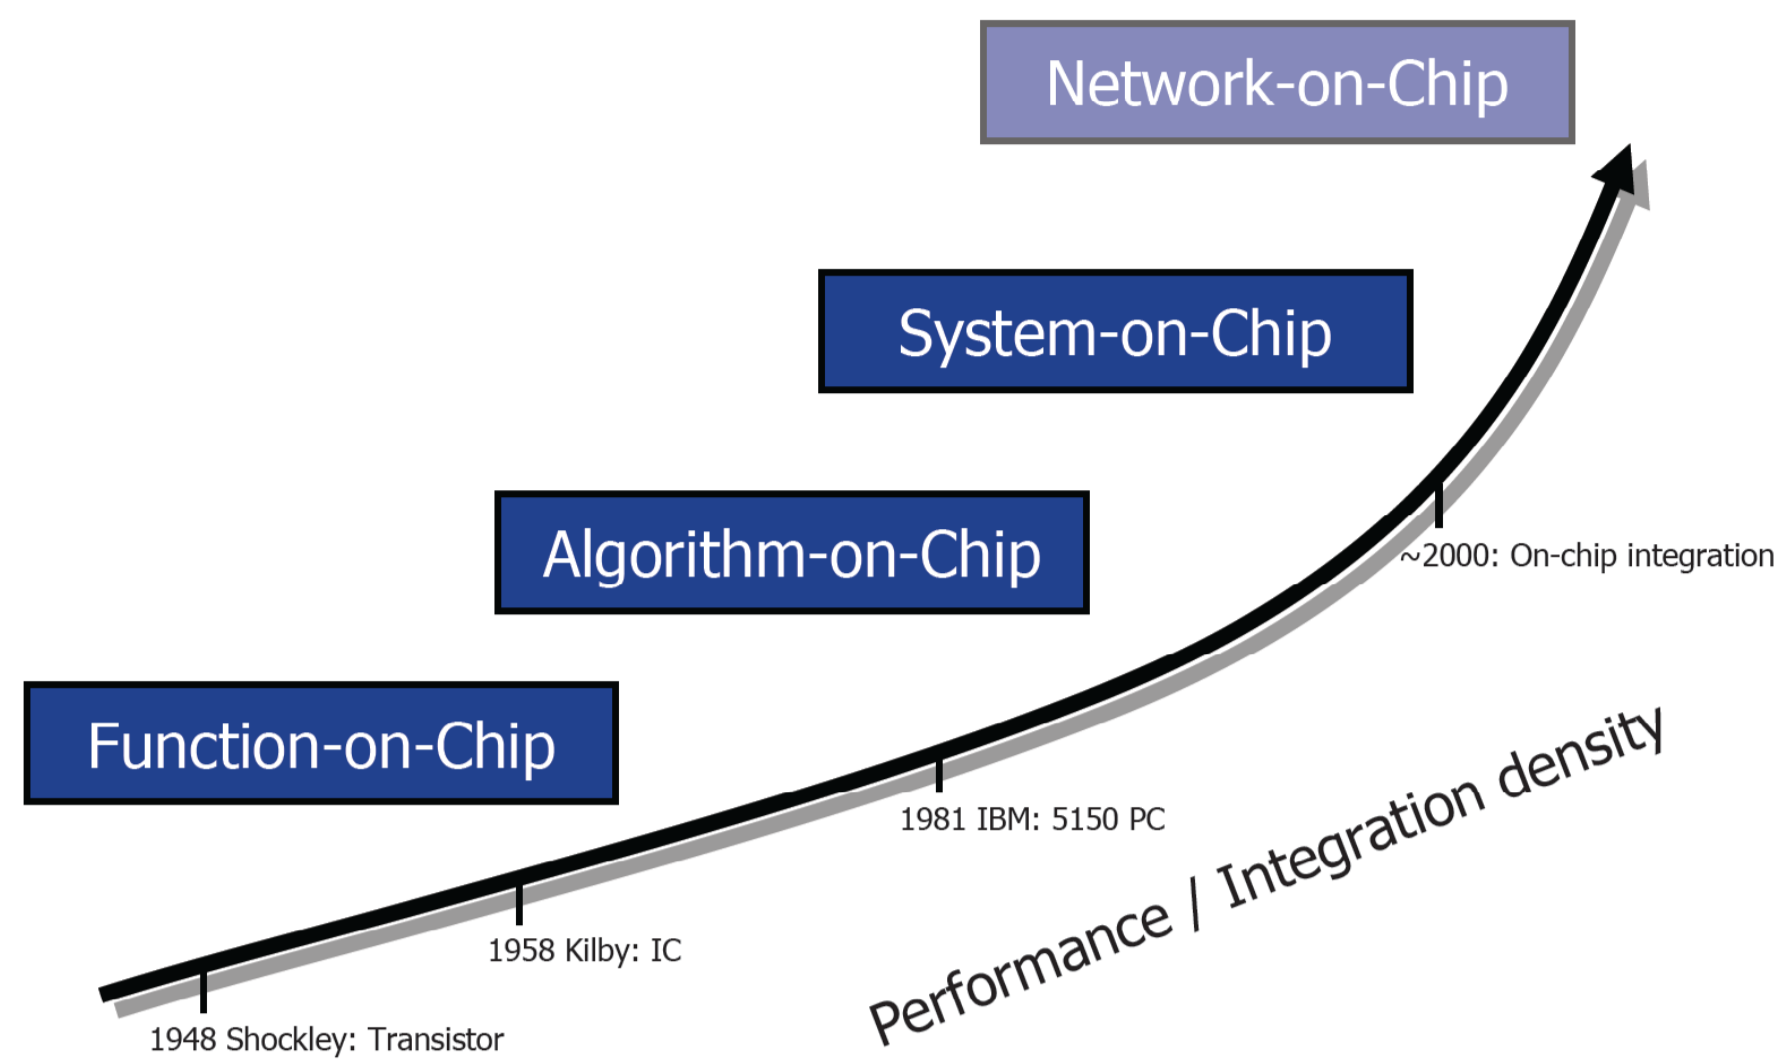 Network-on-Chip
System-on-Chip
Algorithm-on-Chip
~2000: On-chip integration
Function-on-Chip
1981 IBM: 5150 PC
Performance / Integration density
1958 Kilby: IC
1948 Shockley: Transistor